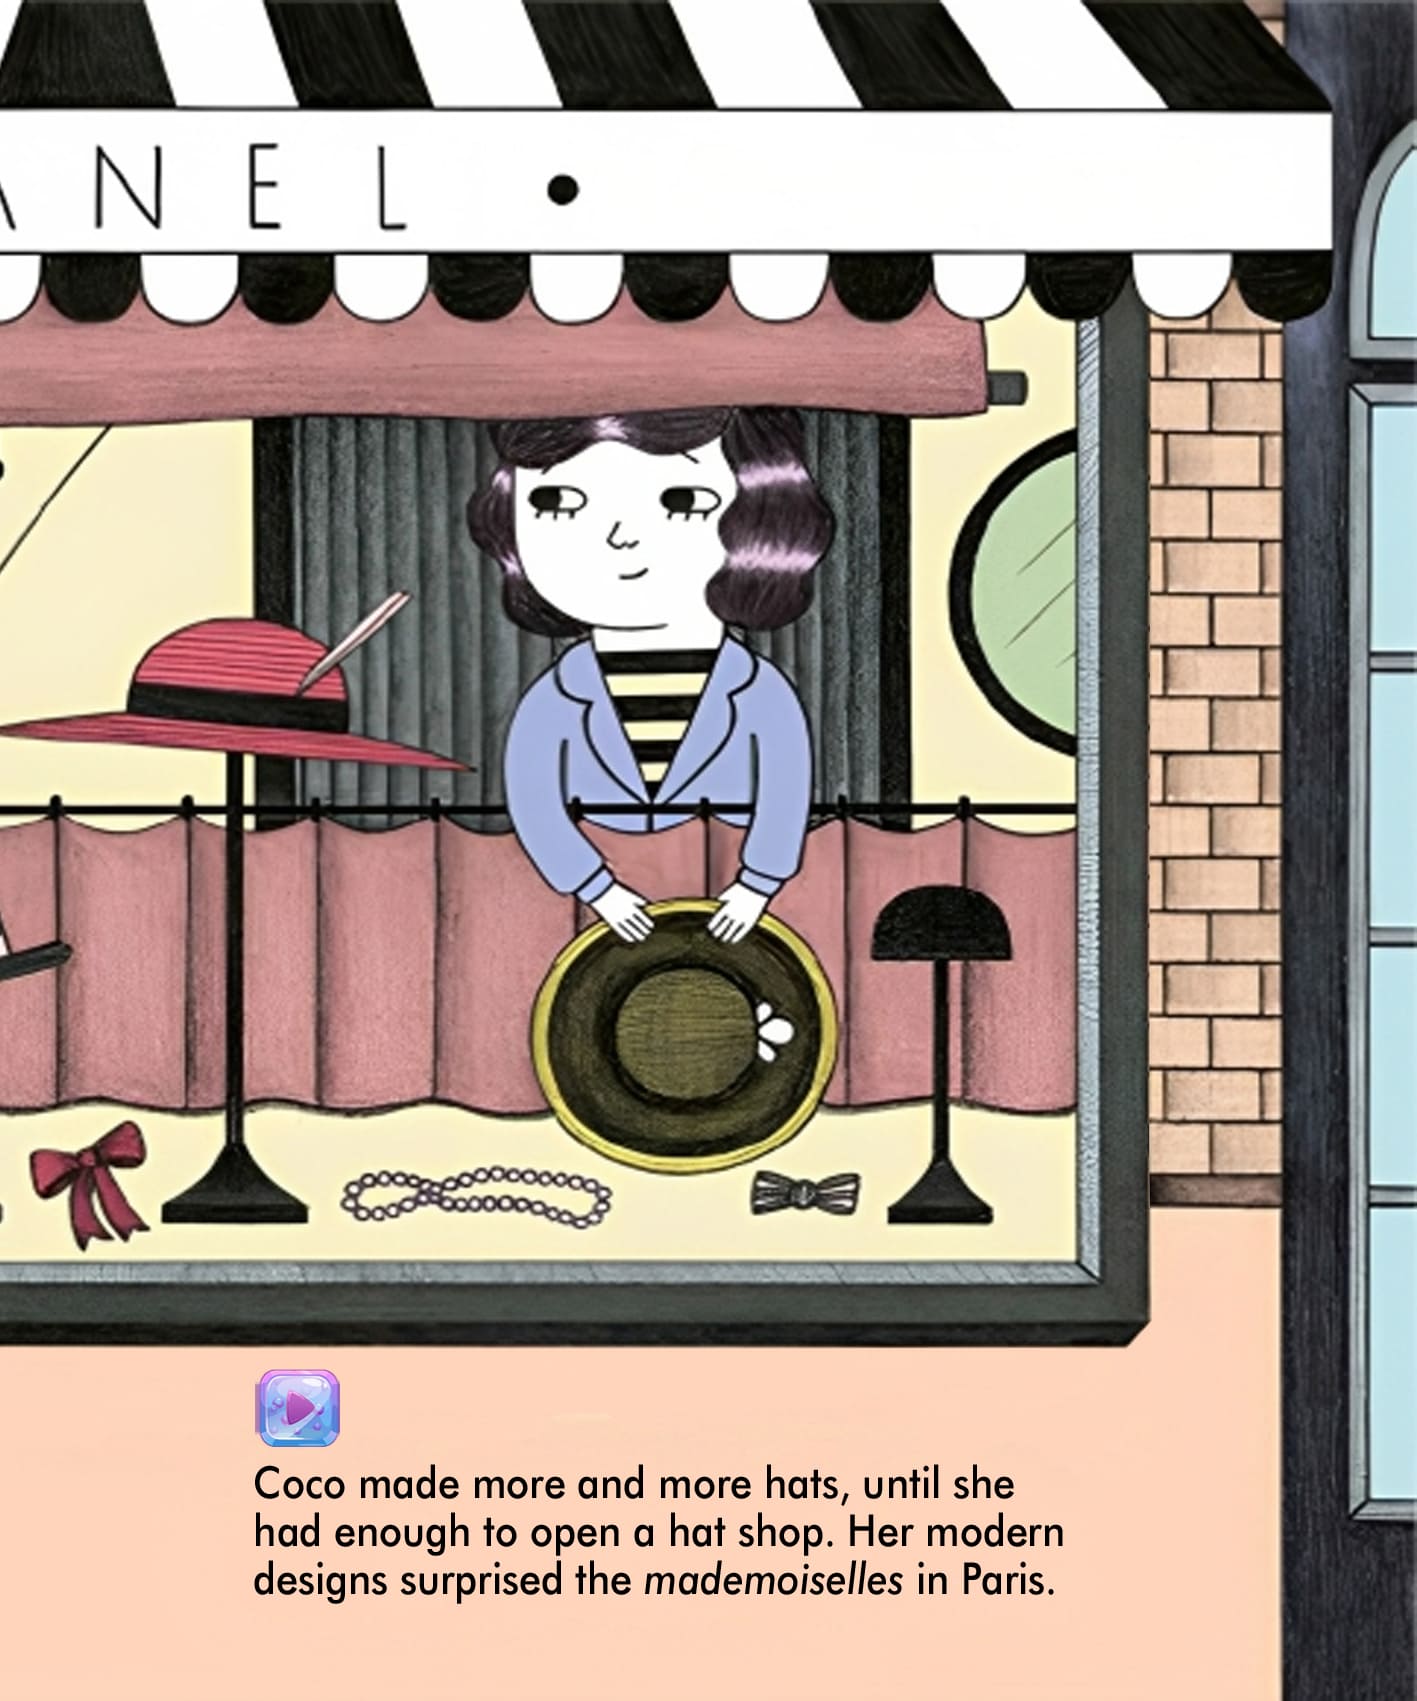 ANEL •
Coco made more and more hats, until she
had enough to open a hat shop. Her modern
designs surprised the mademoiselles in Paris.